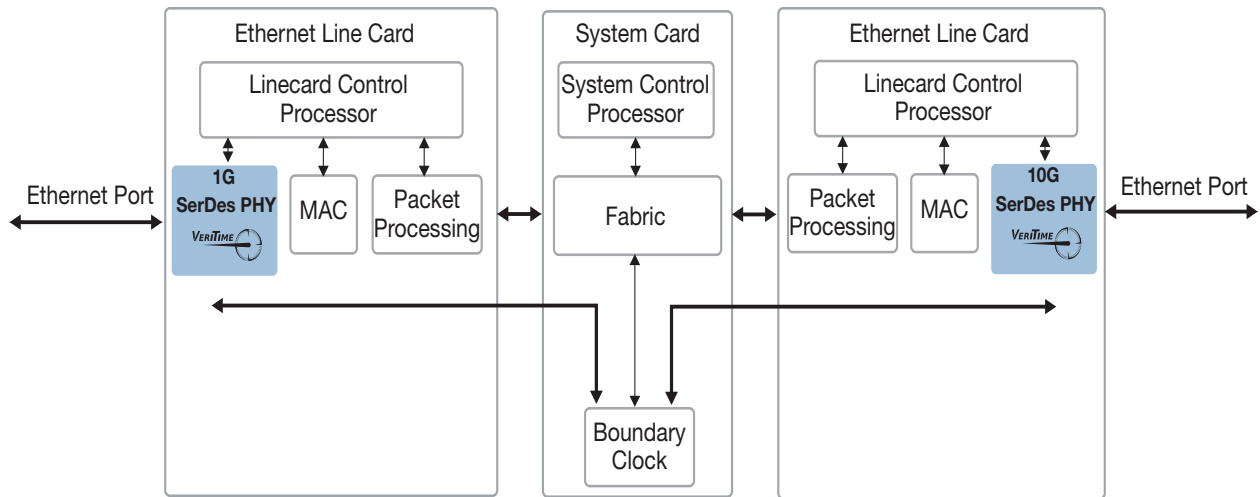 Ethernet Line Card
Linecard Control
Processor
Ethernet Port
1G
SerDes PHY
VERITIME
MAC
Packet
Processing
System Card
System Control
Processor
Fabric
Boundary
Clock
Ethernet Line Card
Linecard Control
Processor
Packet
Processing
MAC
10G
SerDes PHY
VERITIME
Ethernet Port